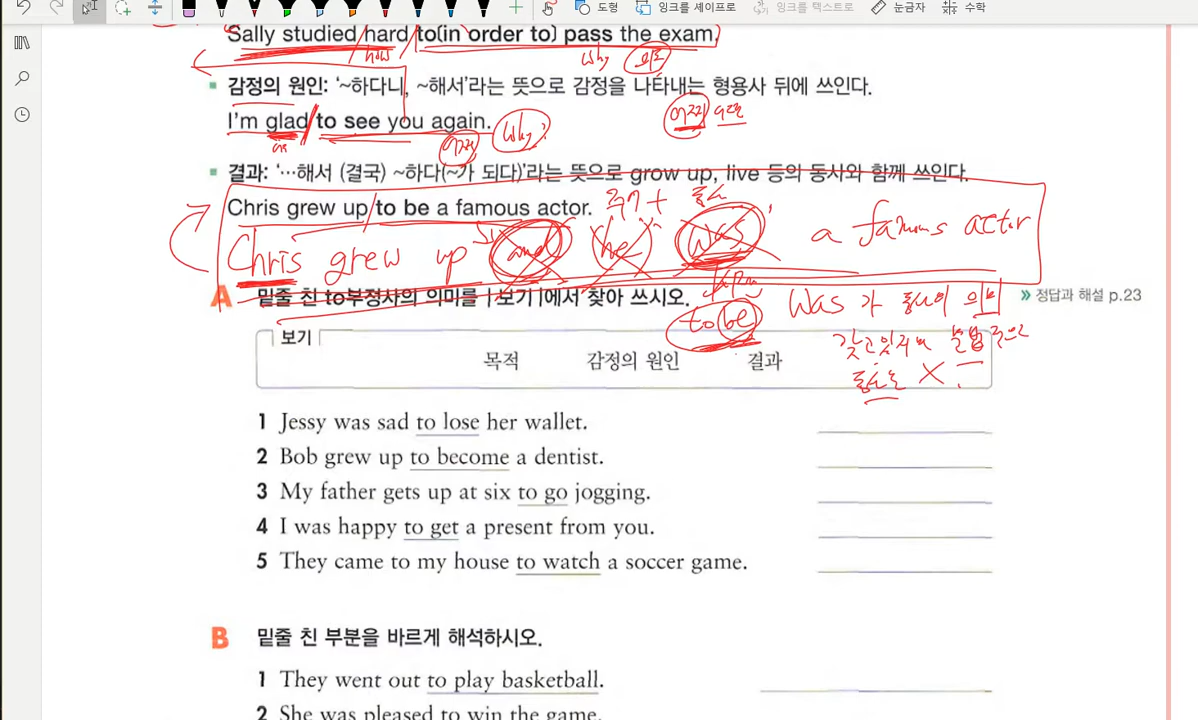 도형 잉크를 셰이프로 잉크를 텍스트로 눈금자 수학
Sally studied hard to(in order to) pass the exam.
how why 의도
감정의 원인: '~하다니, ~해서'라는 뜻으로 감정을 나타내는 형용사 뒤에 쓰인다.
I'm glad to see you again. why?
결과: '…해서 (결국) ~하다(~가 되다)'라는 뜻으로 grow up, live 등의 동사와 함께 쓰인다.
Chris grew up to be a famous actor. 주어 + 동사
Chris grew up and he was a famous actor
A 밑줄 친 to부정사의 의미를 |보기|에서 찾아 쓰시오.
정답과 해설 p.23
to be was 가 동사의 의미
보기
갖고 있지
목적 감정의 원인 결과
X
1 Jessy was sad to lose her wallet.
2 Bob grew up to become a dentist.
3 My father gets up at six to go jogging.
4 I was happy to get a present from you.
5 They came to my house to watch a soccer game.
B 밑줄 친 부분을 바르게 해석하시오.
1 They went out to play basketball.
2 She was pleased to win the game.